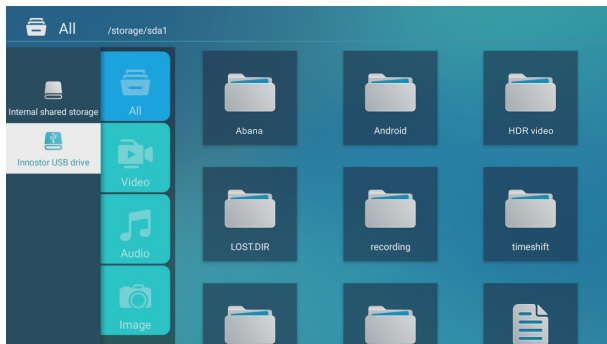 All /storage/sda1
Internal shared storage
Innostor USB drive
All
Video
Audio
Image
Abana
Android
HDR video
LOST.DIR
recording
timeshift